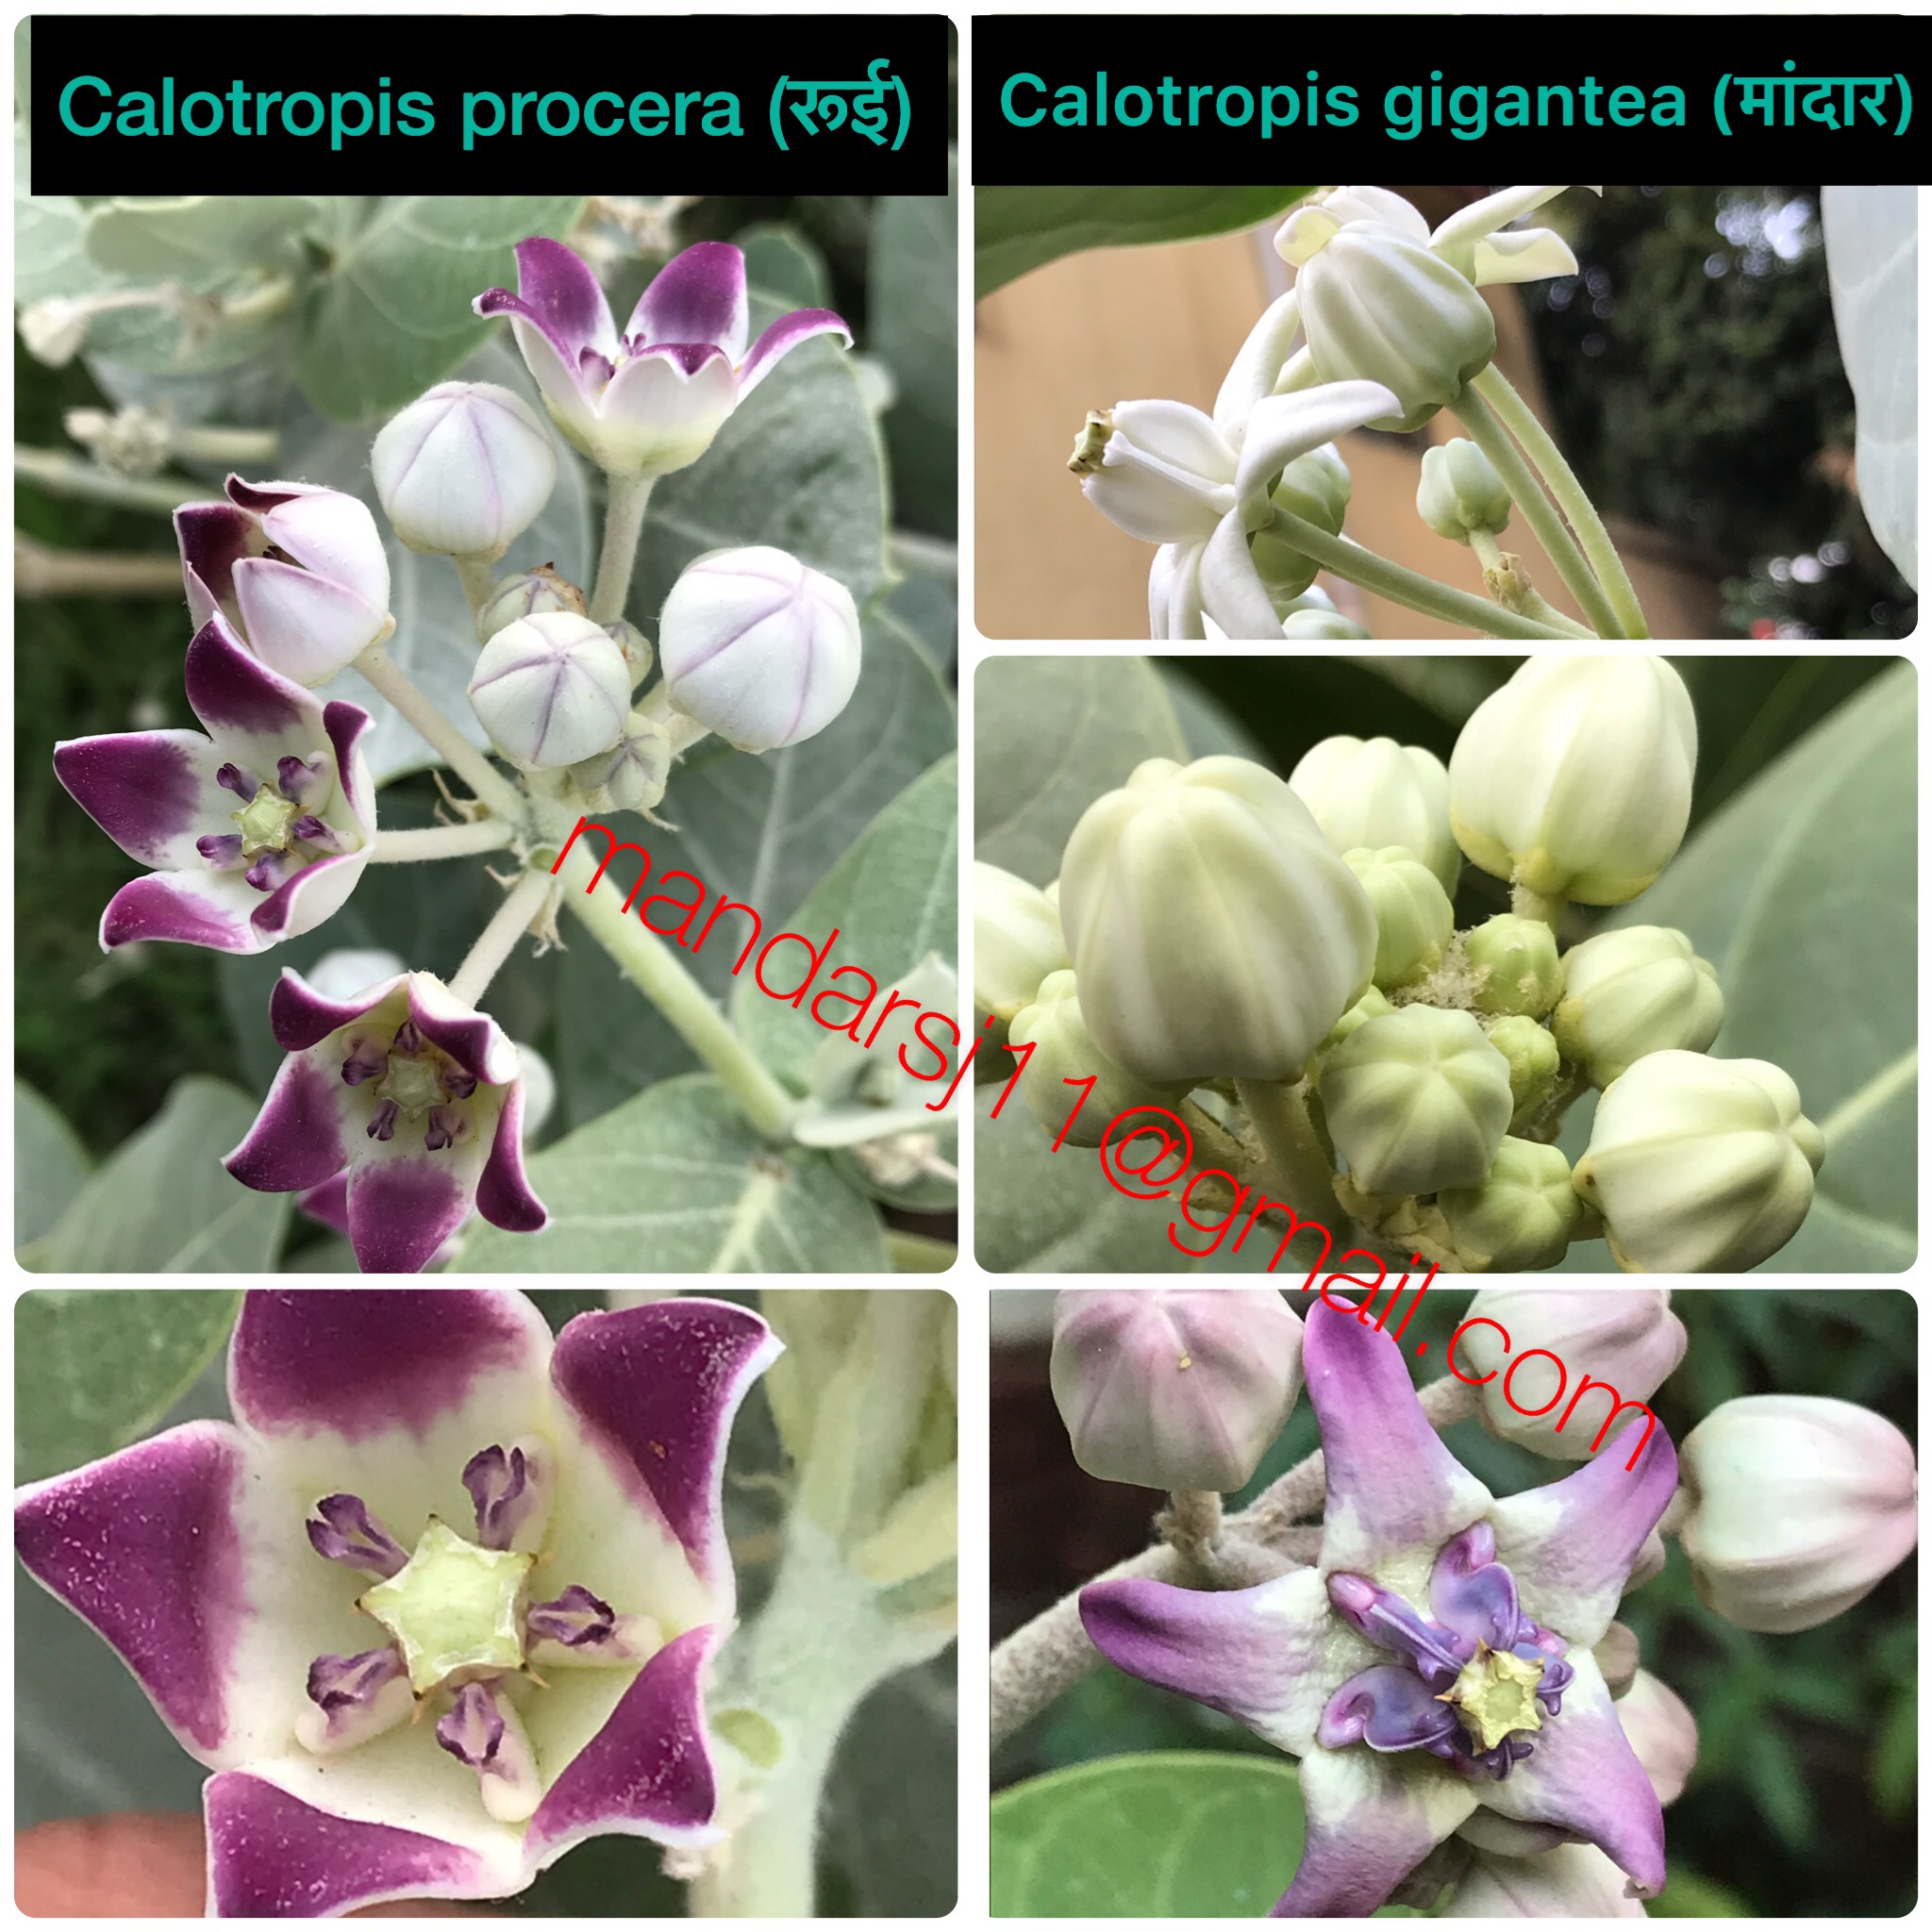 Calotropis procera (रूई)
Calotropis gigantea (मांदार)
mandarsj11@gmail.com